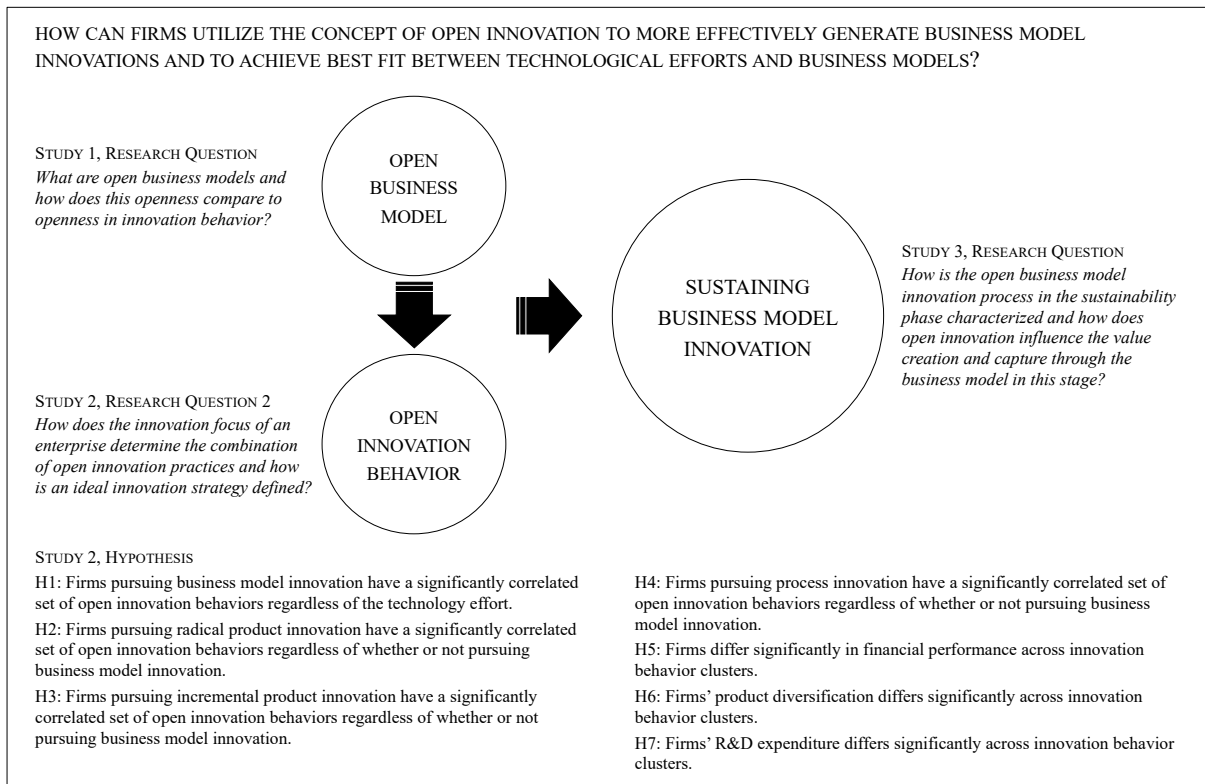 HOW CAN FIRMS UTILIZE THE CONCEPT OF OPEN INNOVATION TO MORE EFFECTIVELY GENERATE BUSINESS MODEL
INNOVATIONS AND TO ACHIEVE BEST FIT BETWEEN TECHNOLOGICAL EFFORTS AND BUSINESS MODELS?
STUDY 1, RESEARCH QUESTION
What are open business models and
how does this openness compare to
openness in innovation behavior?
OPEN
BUSINESS
MODEL
SUSTAINING
BUSINESS MODEL
INNOVATION
STUDY 3, RESEARCH QUESTION
How is the open business model
innovation process in the sustainability
phase characterized and how does
open innovation influence the value
creation and capture through the
business model in this stage?
STUDY 2, RESEARCH QUESTION 2
How does the innovation focus of an
enterprise determine the combination
of open innovation practices and how
is an ideal innovation strategy defined?
OPEN
INNOVATION
BEHAVIOR
STUDY 2, HYPOTHESIS
H1: Firms pursuing business model innovation have a significantly correlated
set of open innovation behaviors regardless of the technology effort.
H2: Firms pursuing radical product innovation have a significantly correlated
set of open innovation behaviors regardless of whether or not pursuing
business model innovation.
H3: Firms pursuing incremental product innovation have a significantly
correlated set of open innovation behaviors regardless of whether or not
pursuing business model innovation.
H4: Firms pursuing process innovation have a significantly correlated set of
open innovation behaviors regardless of whether or not pursuing business
model innovation.
H5: Firms differ significantly in financial performance across innovation
behavior clusters.
H6: Firms' product diversification differs significantly across innovation
behavior clusters.
H7: Firms' R&D expenditure differs significantly across innovation behavior
clusters.